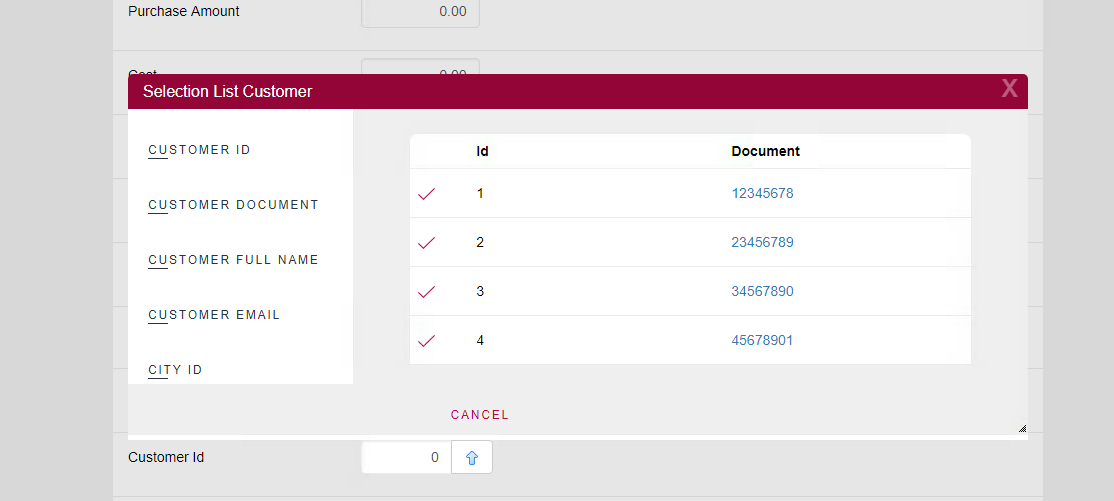 Purchase Amount 0.00
Cost 0.00
Selection List Customer X
CUSTOMER ID
CUSTOMER DOCUMENT
CUSTOMER FULL NAME
CUSTOMER EMAIL
CITY ID
Id Document
1 12345678
2 23456789
3 34567890
4 45678901
CANCEL
Customer Id 0